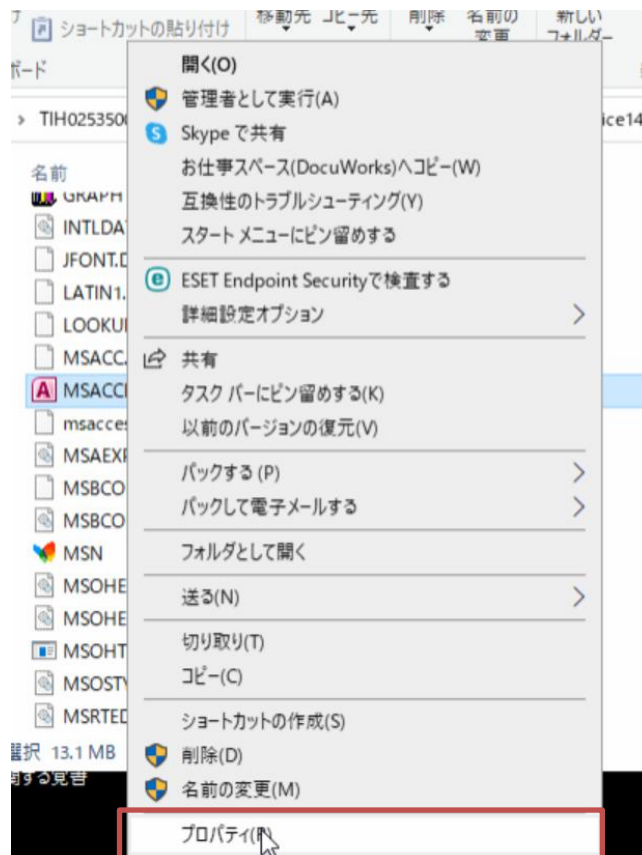 ショートカットの貼り付け
移動先 コピー先 削除 名前の 新しい
変更 フォルダー
ボード
開く(O)
管理者として実行(A)
TIH0253500
ice14
Skype で共有
お仕事スペース(DocuWorks)へコピー(W)
名前
互換性のトラブルシューティング(Y)
GRAPH
スタート メニューにピン留めする
INTLDA
JFONT.D
ESET Endpoint Securityで検査する
LATIN1.
詳細設定オプション
LOOKU
MSACC.
共有
MSACC
タスク バーにピン留めする(K)
msacces
以前のバージョンの復元(V)
MSAEXP
パックする (P)
MSBCO
パックして電子メールする
MSBCO
MSN
フォルダとして開く
MSOHE
送る(N)
MSOHE
MSOHT
切り取り(T)
MSOSTY
コピー(C)
MSRTED
ショートカットの作成(S)
選択 13.1 MB
削除(D)
する覚書
名前の変更(M)
プロパティ(R)